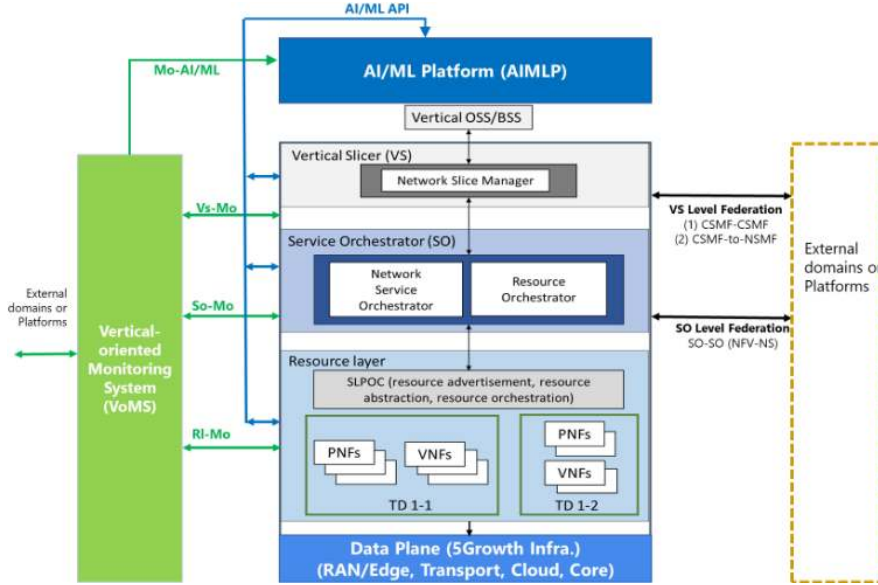 AI/ML API
Mo-AI/ML
AI/ML Platform (AIMLP)
Vertical OSS/BSS
Vertical Slicer (VS)
Network Slice Manager
Vs-Mo
VS Level Federation
(1) CSMF-CSMF
(2) CSMF-to-NSMF
Service Orchestrator (SO)
Network
Service
Orchestrator
Resource
Orchestrator
External
domains or
Platforms
External
domains or
Platforms
So-Mo
Vertical-
oriented
Monitoring
System
(VoMS)
SO Level Federation
SO-SO (NFV-NS)
Resource layer
SLPOC (resource advertisement, resource
abstraction, resource orchestration)
Rl-Mo
PNFs
VNFs
TD 1-1
PNFs
VNFs
TD 1-2
Data Plane (5Growth Infra.)
(RAN/Edge, Transport, Cloud, Core)